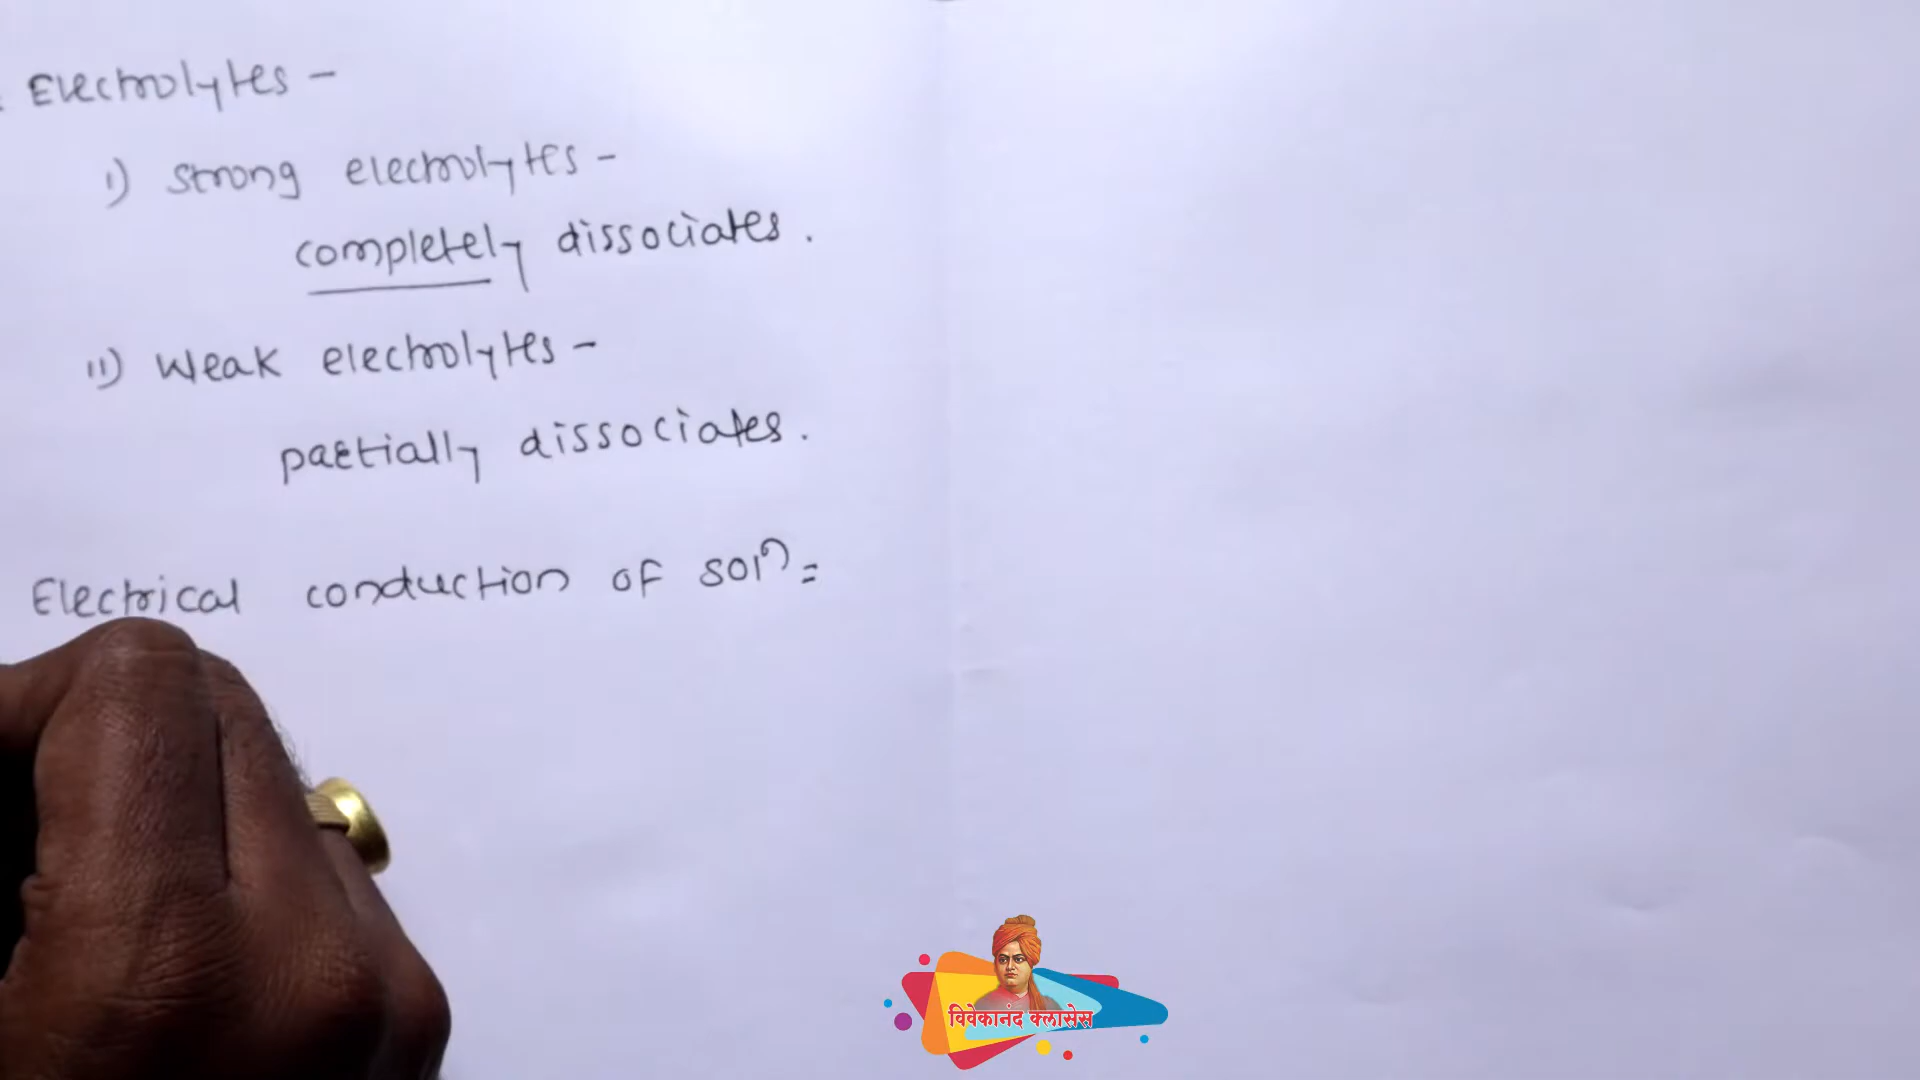 Electrolytes -
i) strong electrolytes -
completely dissociates.
ii) weak electrolytes -
partially dissociates.
Electrical conduction of solⁿ =
विवेकानंद क्लासेस